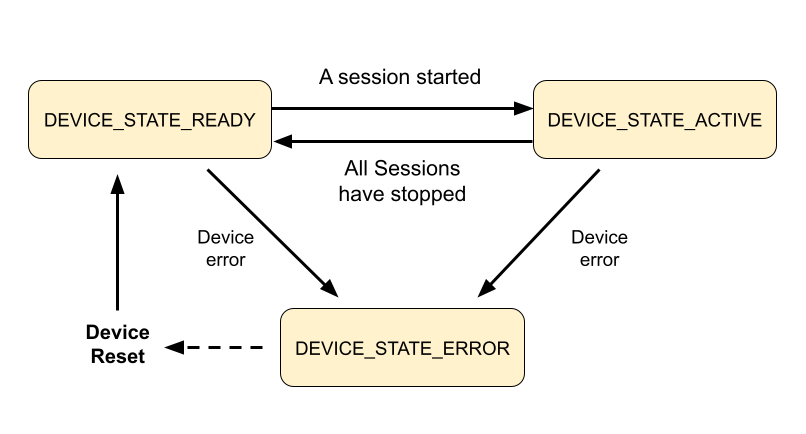 A session started
DEVICE_STATE_READY
DEVICE_STATE_ACTIVE
All Sessions
have stopped
Device
error
Device
error
Device
Reset
DEVICE_STATE_ERROR